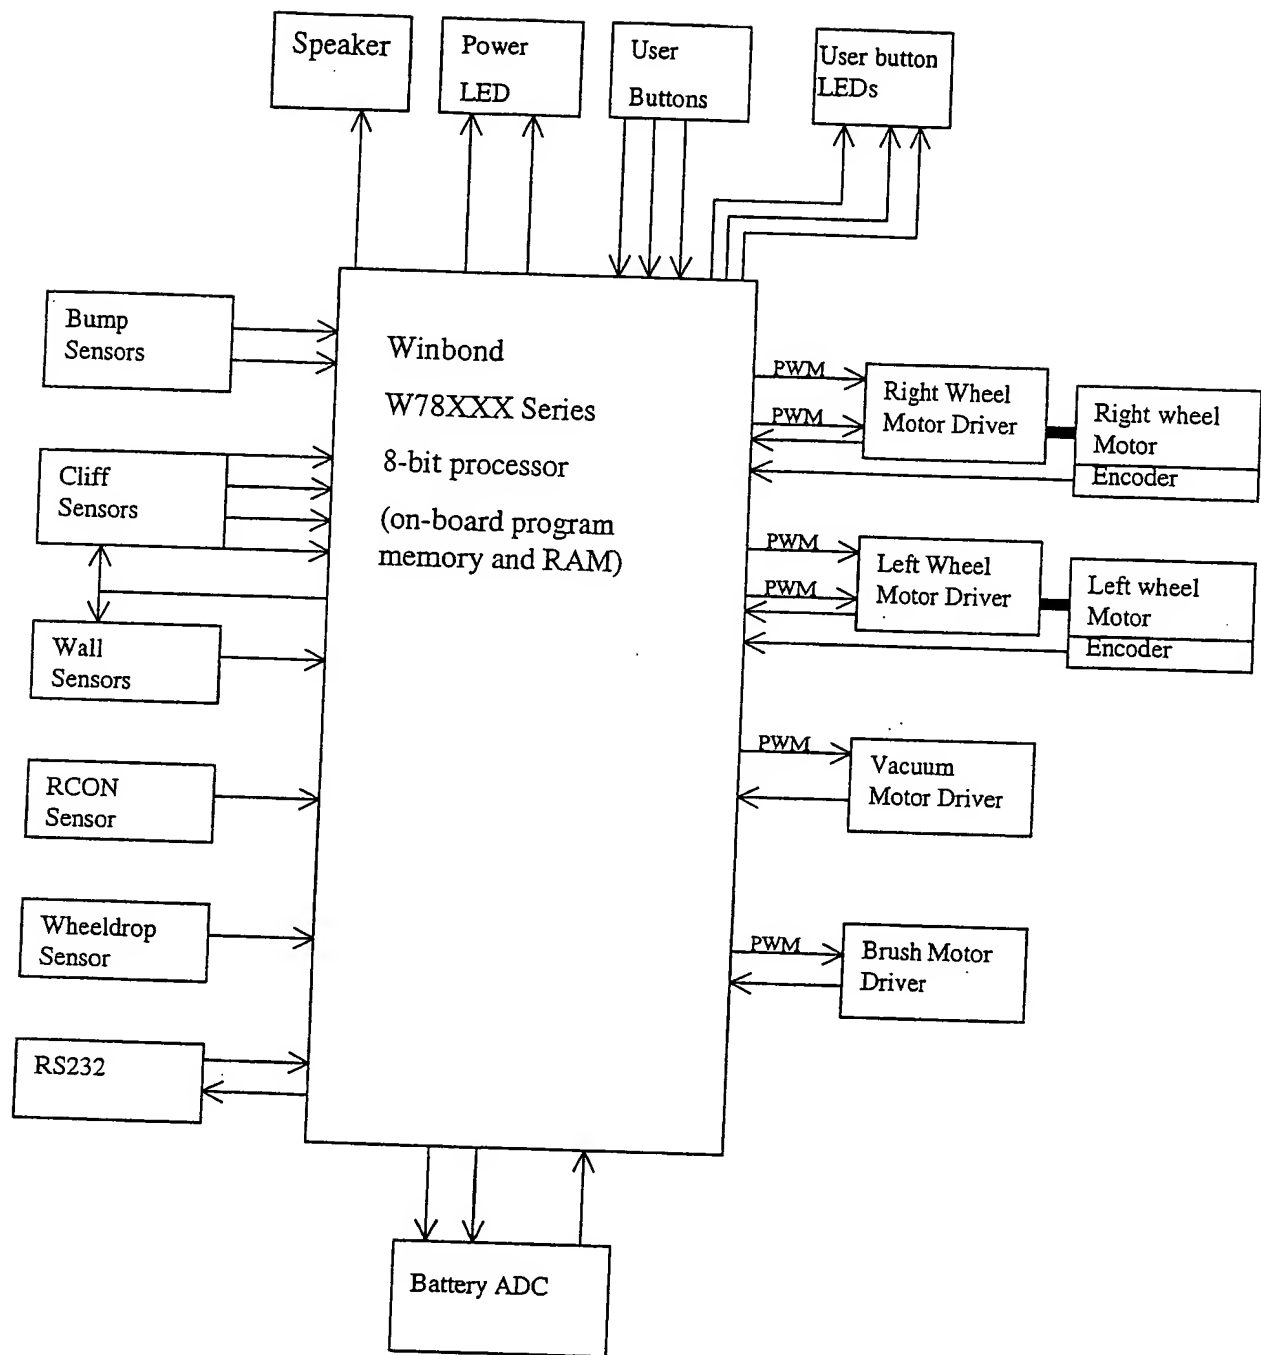 Speaker
Power
LED
User
Buttons
User button
LEDs
Bump
Sensors
Winbond
W78XXX Series
8-bit processor
(on-board program
memory and RAM)
Cliff
Sensors
Wall
Sensors
RCON
Sensor
Wheeldrop
Sensor
RS232
PWM
PWM
Right Wheel
Motor Driver
Right wheel
Motor
Encoder
PWM
PWM
Left Wheel
Motor Driver
Left wheel
Motor
Encoder
PWM
Vacuum
Motor Driver
PWM
Brush Motor
Driver
Battery ADC